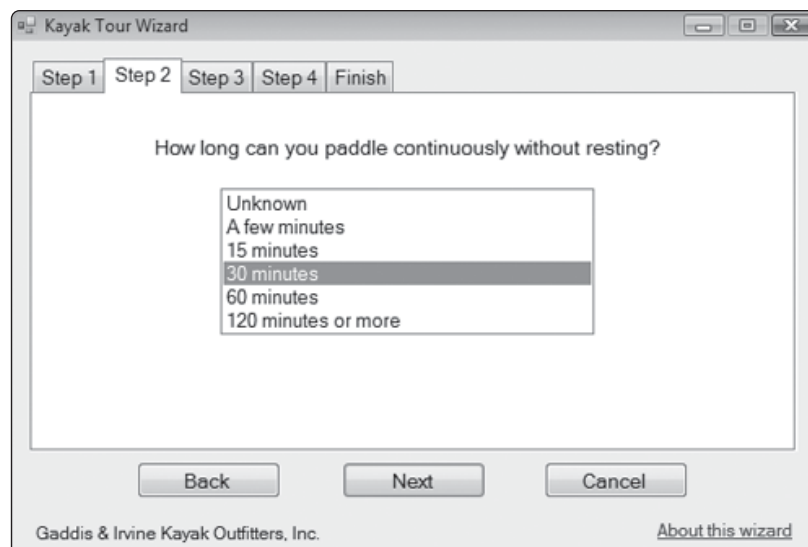 Kayak Tour Wizard
Step 1 Step 2 Step 3 Step 4 Finish
How long can you paddle continuously without resting?
Unknown
A few minutes
15 minutes
30 minutes
60 minutes
120 minutes or more
Back Next Cancel
Gaddis & Irvine Kayak Outfitters, Inc. About this wizard